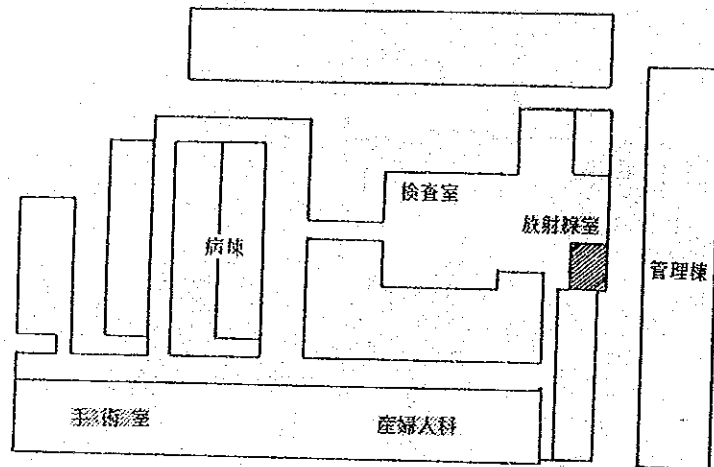 検査室
放射線室
病棟
管理棟
手術室
産婦人科